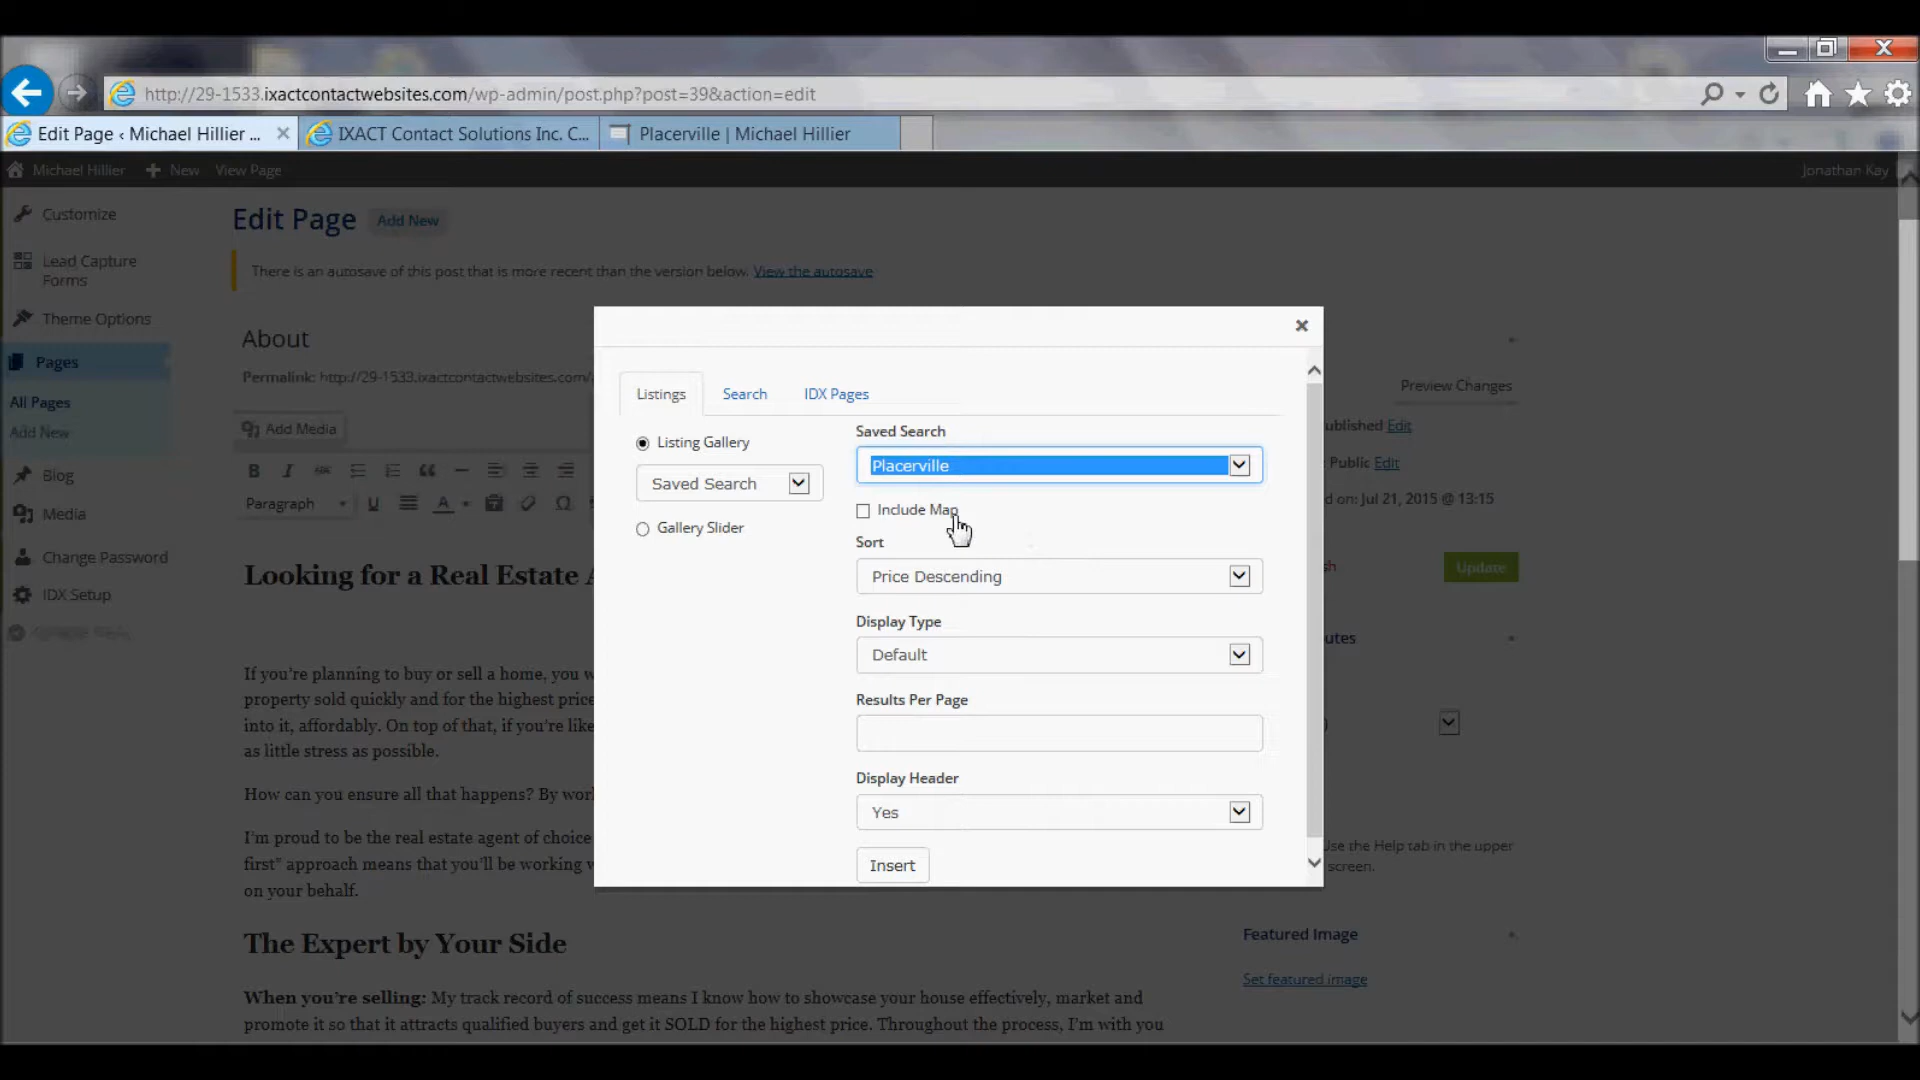 http://29-1533.ixactcontactwebsites.com/wp-admin/post.php?post=39&action=edit
Edit Page ‹ Michael Hillier ...
IXACT Contact Solutions Inc. C...
Placerville | Michael Hillier
Michael Hillier
New
View Page
Jonathan Kay
Customize
Lead Capture
Forms
Theme Options
Pages
All Pages
Add New
Blog
Media
Change Password
IDX Setup
Edit Page
Add New
There is an autosave of this post that is more recent than the version below. View the autosave
About
Permalink: http://29-1533.ixactcontactwebsites.com/
Add Media
B I ABC
Paragraph
U A Ω
Looking for a Real Estate A
If you're planning to buy or sell a home, you w
property sold quickly and for the highest price
into it, affordably. On top of that, if you're like
as little stress as possible.
How can you ensure all that happens? By worl
I'm proud to be the real estate agent of choice
first" approach means that you'll be working w
on your behalf.
The Expert by Your Side
When you're selling: My track record of success means I know how to showcase your house effectively, market and
promote it so that it attracts qualified buyers and get it SOLD for the highest price. Throughout the process, I'm with you
Listings
Search
IDX Pages
Listing Gallery
Saved Search
Gallery Slider
Saved Search
Placerville
Include Map
Sort
Price Descending
Display Type
Default
Results Per Page
Display Header
Yes
Insert
Preview Changes
ublished Edit
Public Edit
d on: Jul 21, 2015 @ 13:15
sh
Update
utes
)
Use the Help tab in the upper
screen.
Featured Image
Set featured image